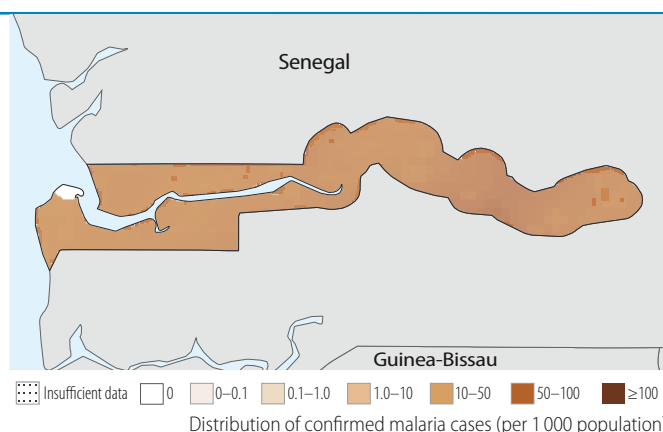 Senegal
Guinea-Bissau
Insufficient data 0 0–0.1 0.1–1.0 1.0–10 10–50 50–100 ≥100
Distribution of confirmed malaria cases (per 1 000 population)